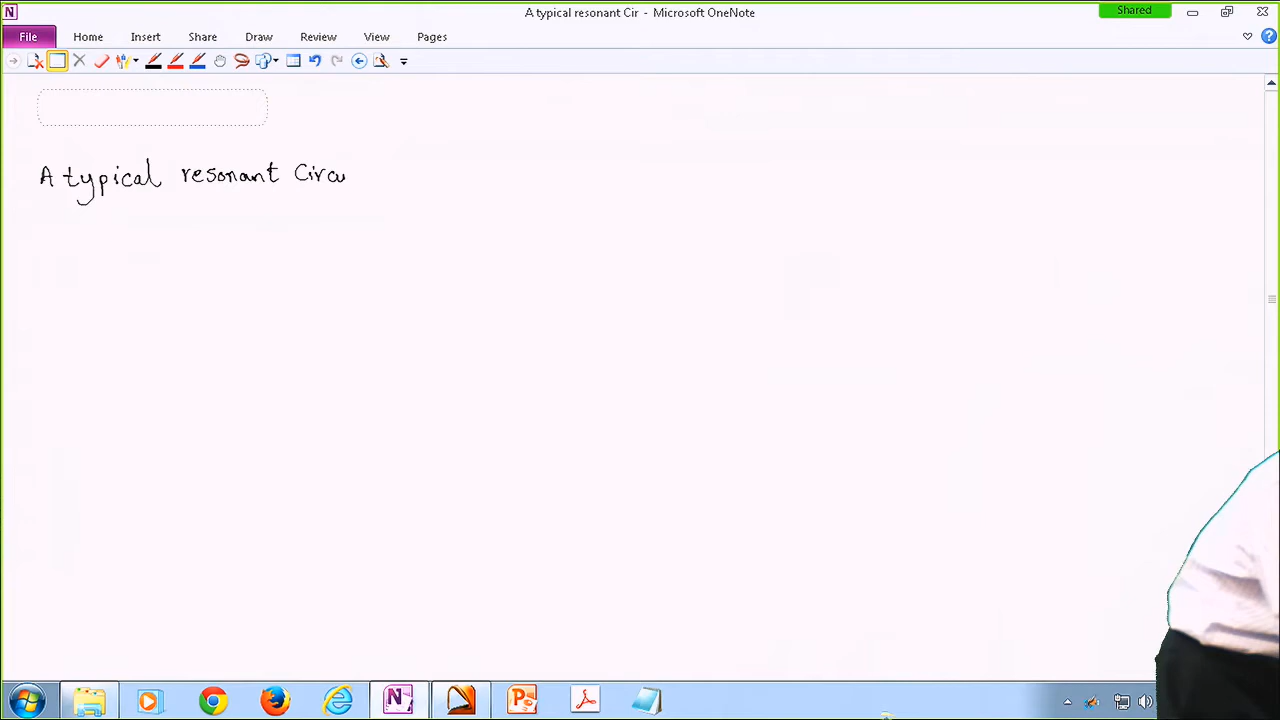 A typical resonant Cir - Microsoft OneNote
Shared
File Home Insert Share Draw Review View Pages
A typical resonant Circu